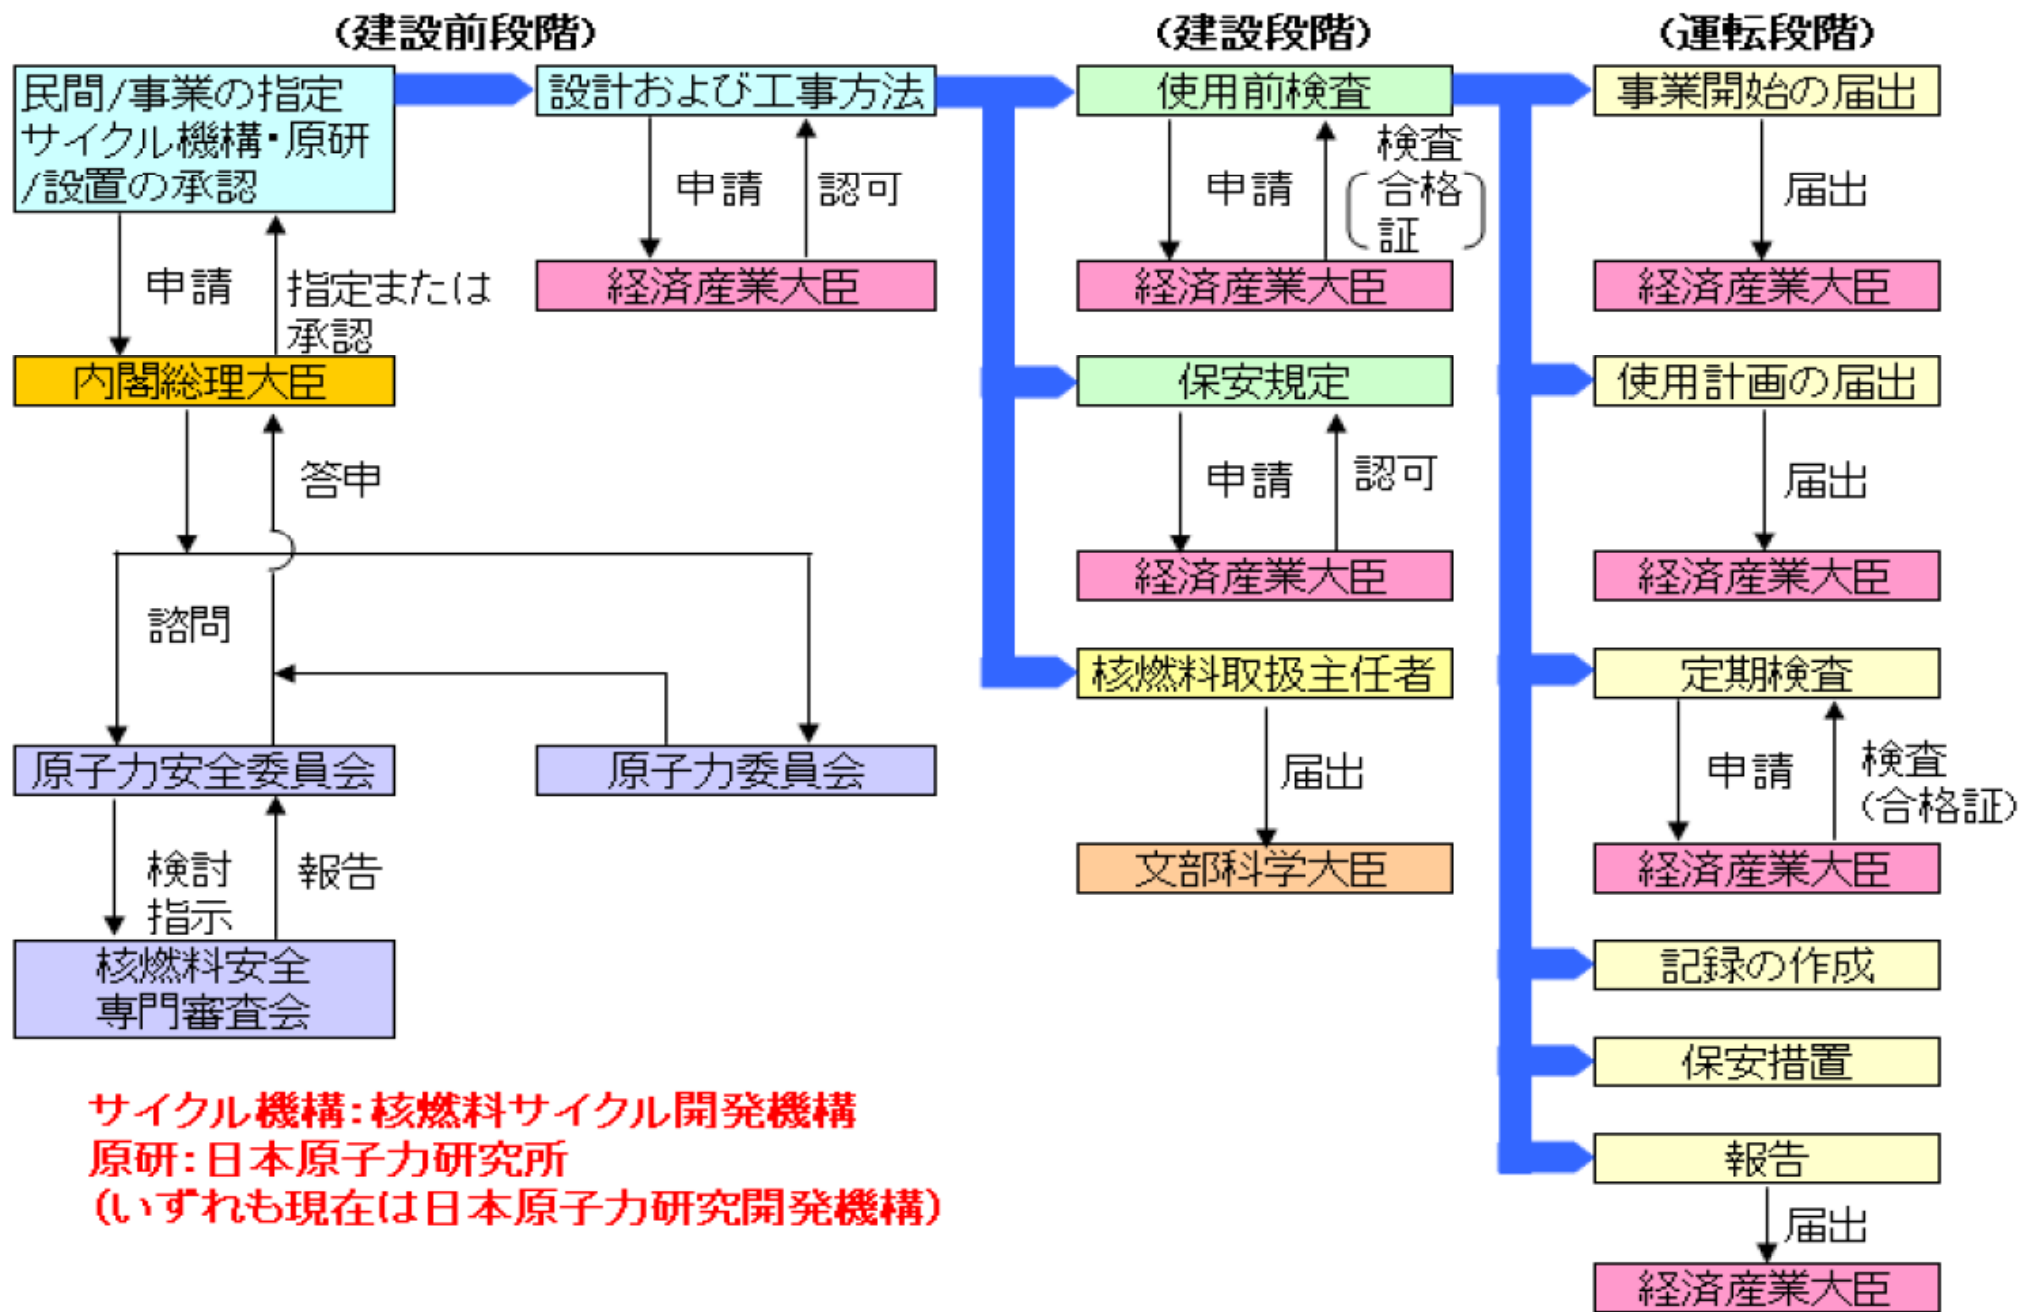 (建設前段階)
民間/事業の指定
サイクル機構・原研
/設置の承認
申請
指定または
承認
内閣総理大臣
答申
諮問
原子力安全委員会
原子力委員会
検討
指示
報告
核燃料安全
専門審査会
設計および工事方法
申請
認可
経済産業大臣
(建設段階)
使用前検査
申請
検査
(合格
証)
経済産業大臣
保安規定
申請
認可
経済産業大臣
核燃料取扱主任者
届出
文部科学大臣
(運転段階)
事業開始の届出
届出
経済産業大臣
使用計画の届出
届出
経済産業大臣
定期検査
申請
検査
(合格証)
経済産業大臣
記録の作成
保安措置
報告
届出
経済産業大臣
サイクル機構:核燃料サイクル開発機構
原研:日本原子力研究所
(いずれも現在は日本原子力研究開発機構)